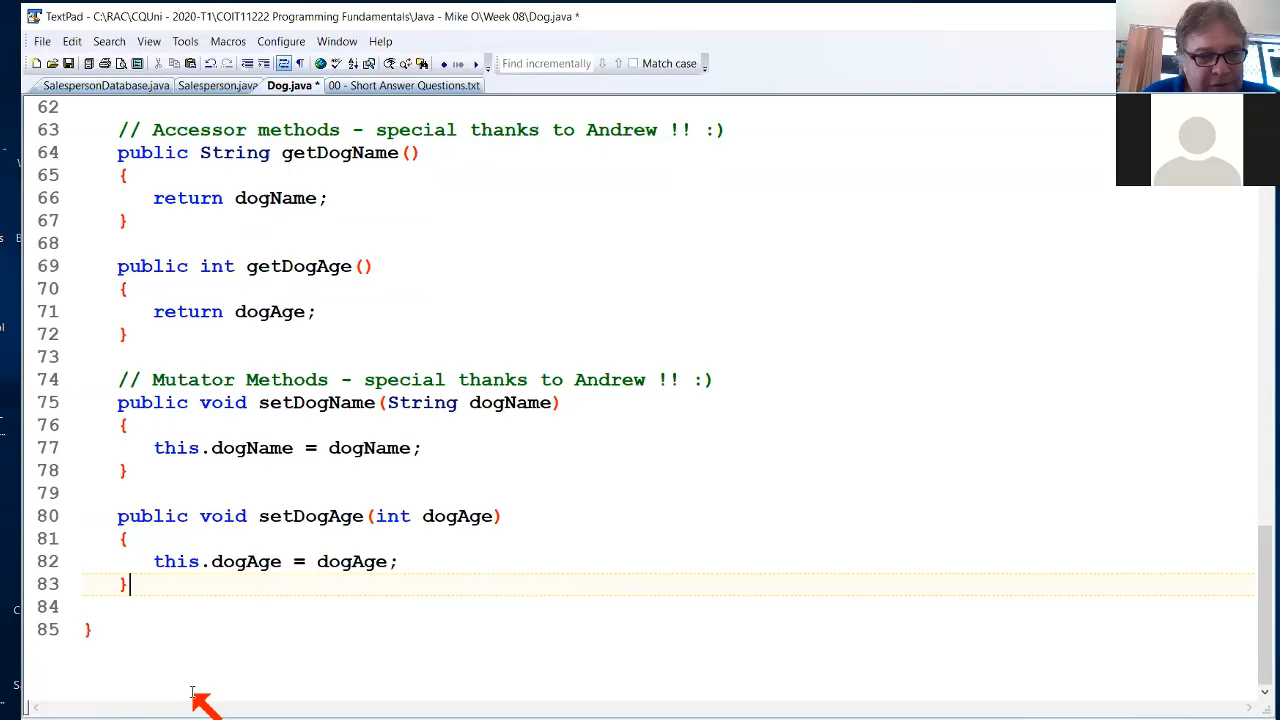 TextPad - C:\RAC\CQUni - 2020-T1\COIT11222 Programming Fundamentals\Java - Mike O\Week 08\Dog.java *
File Edit Search View Tools Macros Configure Window Help
Find incrementally Match case
SalespersonDatabase.java Salesperson.java Dog.java * 00 - Short Answer Questions.txt
62
63 // Accessor methods - special thanks to Andrew !! :)
64 public String getDogName()
65 {
66 return dogName;
67 }
68
69 public int getDogAge()
70 {
71 return dogAge;
72 }
73
74 // Mutator Methods - special thanks to Andrew !! :)
75 public void setDogName(String dogName)
76 {
77 this.dogName = dogName;
78 }
79
80 public void setDogAge(int dogAge)
81 {
82 this.dogAge = dogAge;
83 }
84
85 }